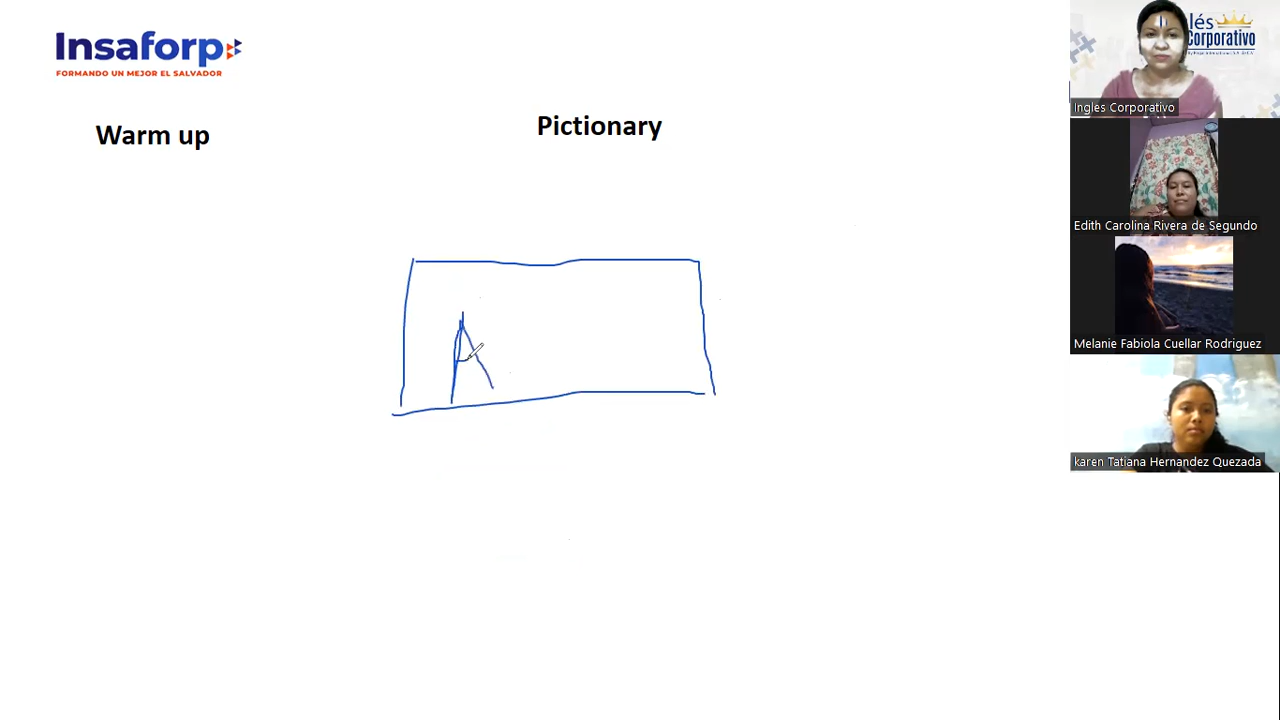 Insaforp
FORMANDO UN MEJOR EL SALVADOR
Warm up
Pictionary
A
lés
Corporativo
Ingles Corporativo
Edith Carolina Rivera de Segundo
Melanie Fabiola Cuellar Rodriguez
karen Tatiana Hernandez Quezada